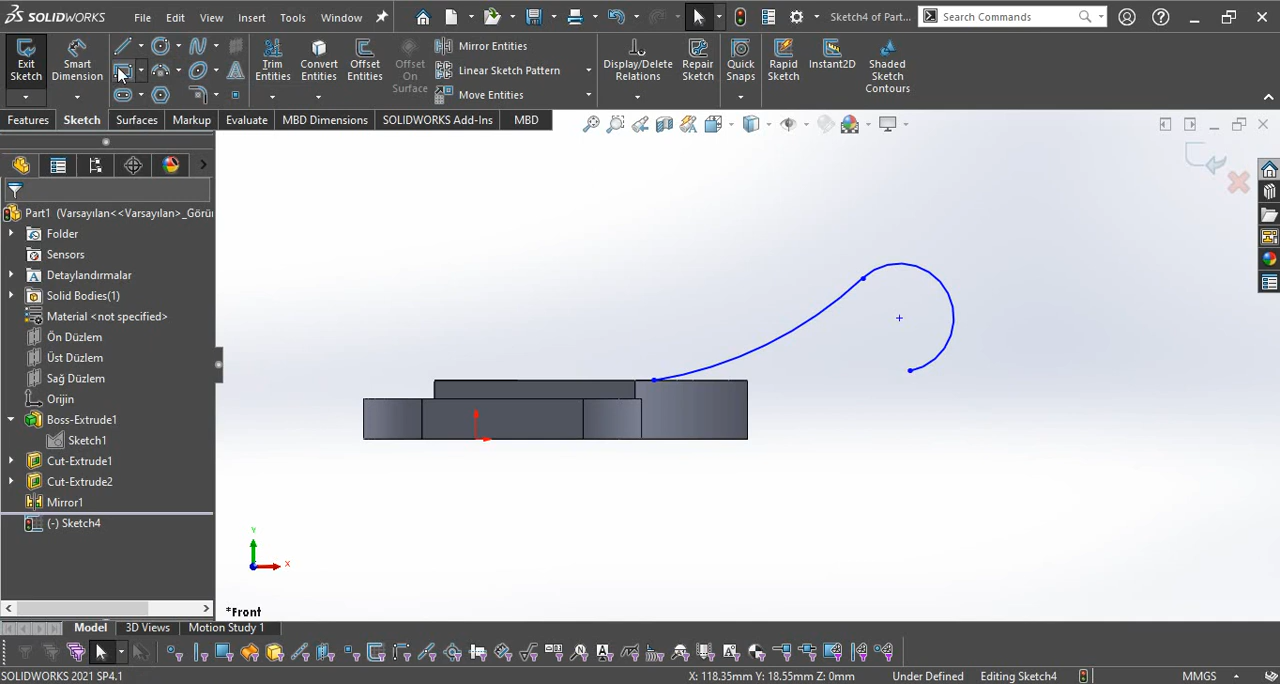 SOLIDWORKS File Edit View Insert Tools Window Sketch4 of Part... Search Commands
Exit Sketch
Smart Dimension
Trim Entities
Convert Entities
Offset Entities
Offset On Surface
Mirror Entities
Linear Sketch Pattern
Move Entities
Display/Delete Relations
Repair Sketch
Quick Snaps
Rapid Sketch
Instant2D
Shaded Sketch Contours
Features Sketch Surfaces Markup Evaluate MBD Dimensions SOLIDWORKS Add-Ins MBD
Part1 (Varsayılan<<Varsayılan>_Görü
Folder
Sensors
Detaylandırmalar
Solid Bodies(1)
Material <not specified>
Ön Düzlem
Üst Düzlem
Sağ Düzlem
Orijin
Boss-Extrude1
Sketch1
Cut-Extrude1
Cut-Extrude2
Mirror1
(-) Sketch4
Y
X
*Front
Model 3D Views Motion Study 1
SOLIDWORKS 2021 SP4.1 X: 118.35mm Y: 18.55mm Z: 0mm Under Defined Editing Sketch4 MMGS